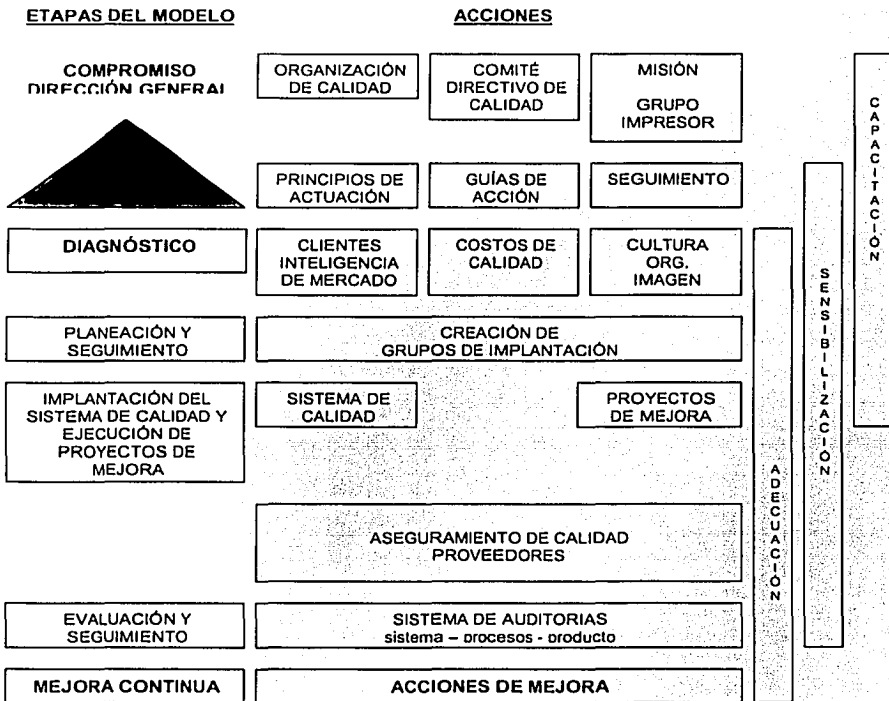 ETAPAS DEL MODELO
ACCIONES
COMPROMISO
DIRECCIÓN GENERAL
ORGANIZACIÓN
DE CALIDAD
COMITÉ
DIRECTIVO DE
CALIDAD
MISIÓN
GRUPO
IMPRESOR
PRINCIPIOS DE
ACTUACIÓN
GUÍAS DE
ACCIÓN
SEGUIMIENTO
DIAGNÓSTICO
CLIENTES
INTELIGENCIA
DE MERCADO
COSTOS DE
CALIDAD
CULTURA
ORG.
IMAGEN
PLANEACIÓN Y
SEGUIMIENTO
CREACIÓN DE
GRUPOS DE IMPLANTACIÓN
IMPLANTACIÓN DEL
SISTEMA DE CALIDAD Y
EJECUCIÓN DE
PROYECTOS DE
MEJORA
SISTEMA DE
CALIDAD
PROYECTOS
DE MEJORA
ASEGURAMIENTO DE CALIDAD
PROVEEDORES
EVALUACIÓN Y
SEGUIMIENTO
SISTEMA DE AUDITORIAS
sistema – procesos - producto
MEJORA CONTINUA
ACCIONES DE MEJORA
ADECUACIÓN
SENSIBILIZACIÓN
CAPACITACIÓN